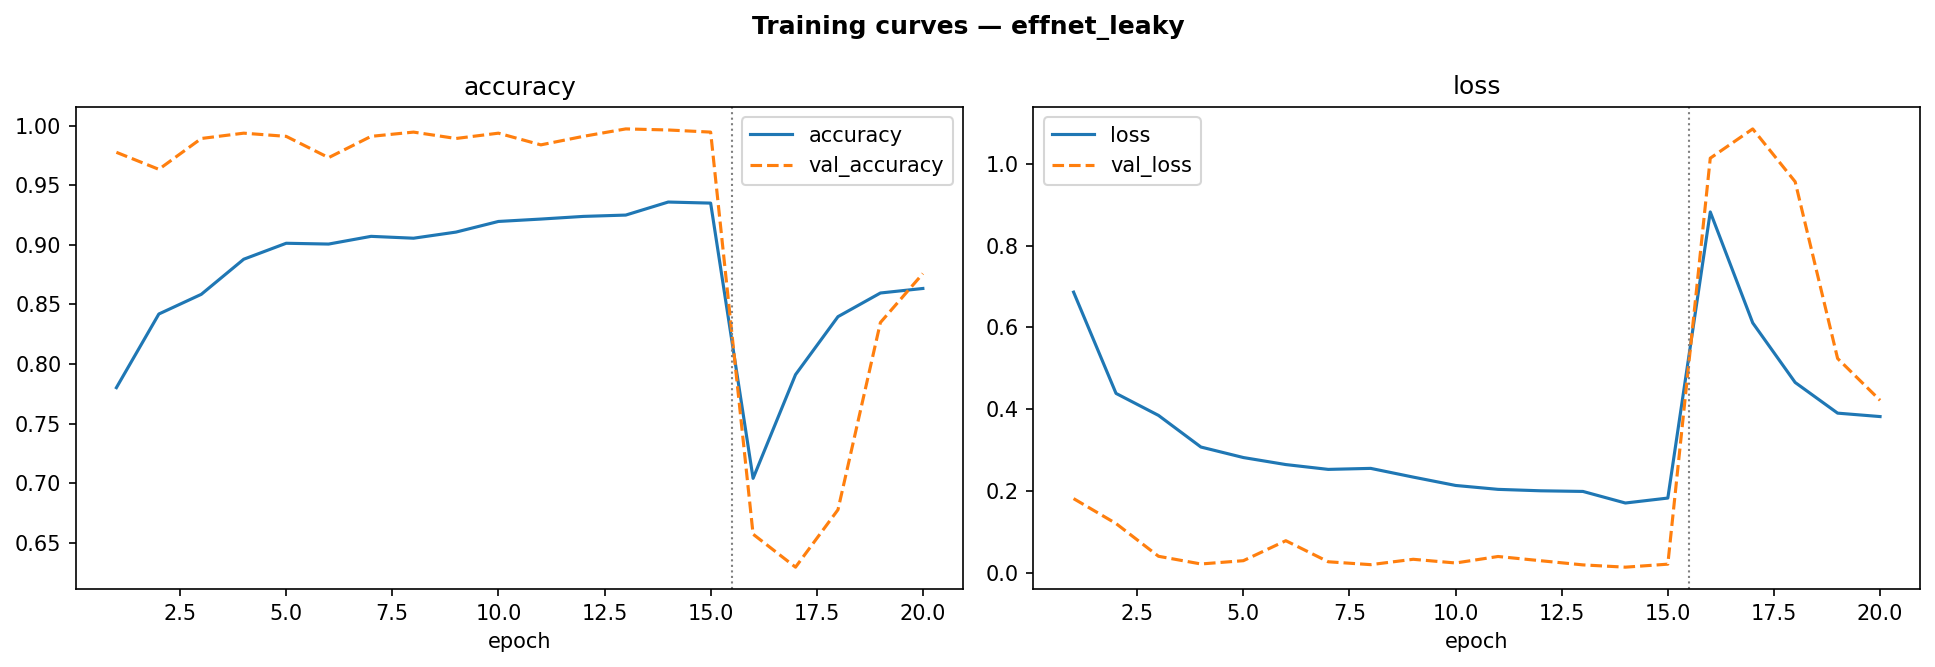 Training curves — effnet_leaky
accuracy
1.00
0.95
0.90
0.85
0.80
0.75
0.70
0.65
accuracy
val_accuracy
2.5 5.0 7.5 10.0 12.5 15.0 17.5 20.0
epoch
loss
1.0
0.8
0.6
0.4
0.2
0.0
loss
val_loss
2.5 5.0 7.5 10.0 12.5 15.0 17.5 20.0
epoch